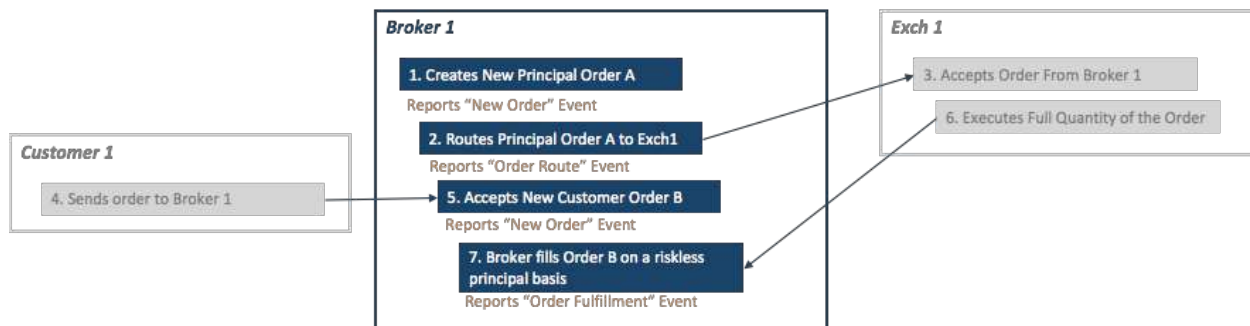 Broker 1
1. Creates New Principal Order A
Reports "New Order" Event
2. Routes Principal Order A to Exch1
Reports "Order Route" Event
5. Accepts New Customer Order B
Reports "New Order" Event
7. Broker fills Order B on a riskless
principal basis
Reports "Order Fulfillment" Event
Exch 1
3. Accepts Order From Broker 1
6. Executes Full Quantity of the Order
Customer 1
4. Sends order to Broker 1